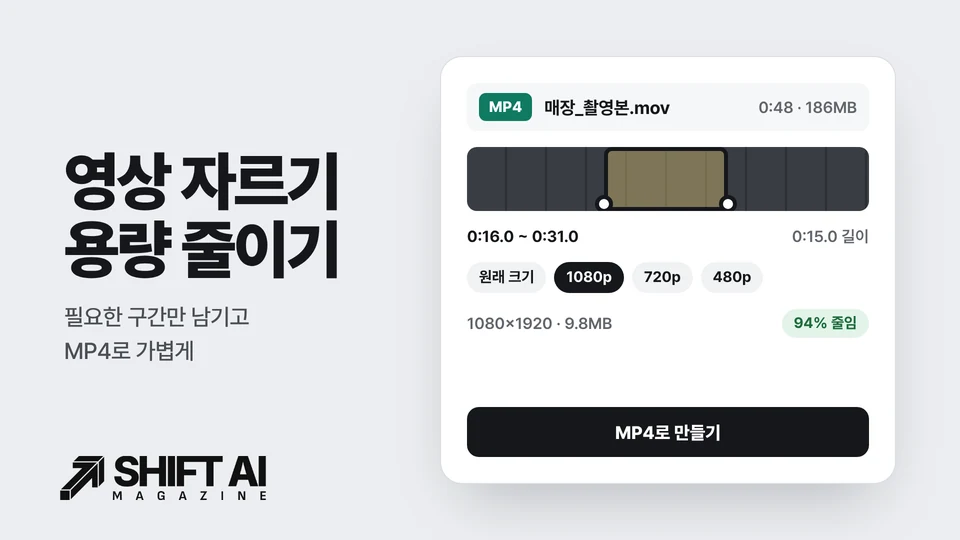 영상 자르기
용량 줄이기
필요한 구간만 남기고
MP4로 가볍게
SHIFT AI
MAGAZINE
MP4 매장_촬영본.mov 0:48 · 186MB
0:16.0 ~ 0:31.0 0:15.0 길이
원래 크기 1080p 720p 480p
1080×1920 · 9.8MB 94% 줄임
MP4로 만들기